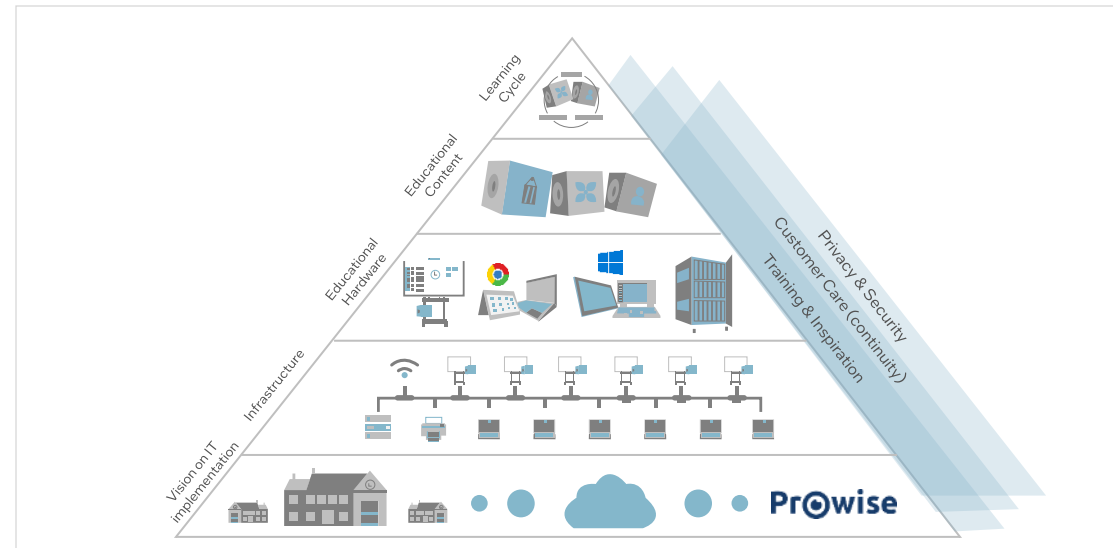 Learning
Cycle
Educational
Content
Educational
Hardware
Infrastructure
Vision on IT
implementation
Privacy & Security
Customer Care (continuity)
Training & Inspiration
Prowise